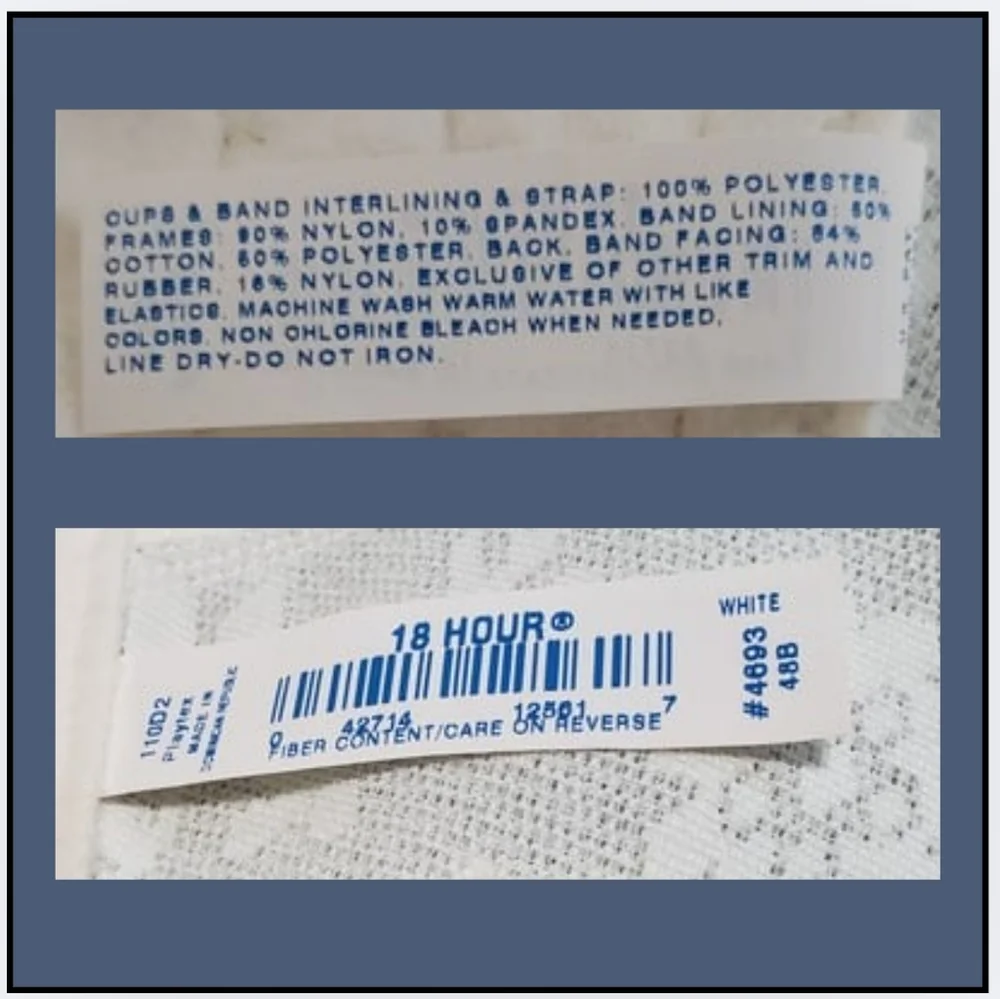 CUPS & BAND INTERLINING & STRAP: 100% POLYESTER.
FRAMES: 90% NYLON, 10% SPANDEX. BAND LINING: 50%
COTTON, 50% POLYESTER. BACK, BAND FACING: 84%
RUBBER, 16% NYLON. EXCLUSIVE OF OTHER TRIM AND
ELASTICS. MACHINE WASH WARM WATER WITH LIKE
COLORS. NON CHLORINE BLEACH WHEN NEEDED.
LINE DRY-DO NOT IRON.
110D2
Playtex
MADE IN
DOMINICAN REPUBLIC
18 HOUR®
0 42714 12561 7
FIBER CONTENT/CARE ON REVERSE
WHITE
#4693
48B